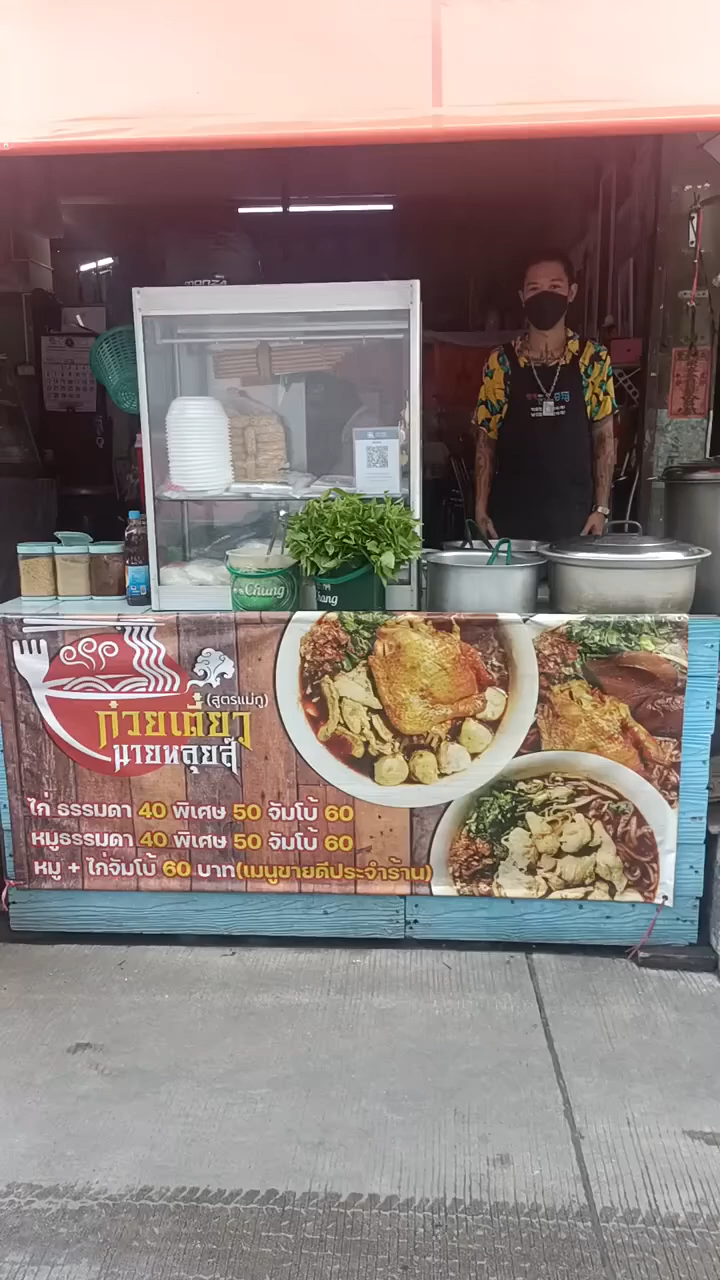 MONZA
Chung
hang
(สูตรแม่กู)
ก๋วยเตี๋ยว
นายหลุยส์
ไก่ ธรรมดา 40 พิเศษ 50 จัมโบ้ 60
หมูธรรมดา 40 พิเศษ 50 จัมโบ้ 60
หมู + ไก่จัมโบ้ 60 บาท(เมนูขายดีประจำร้าน)